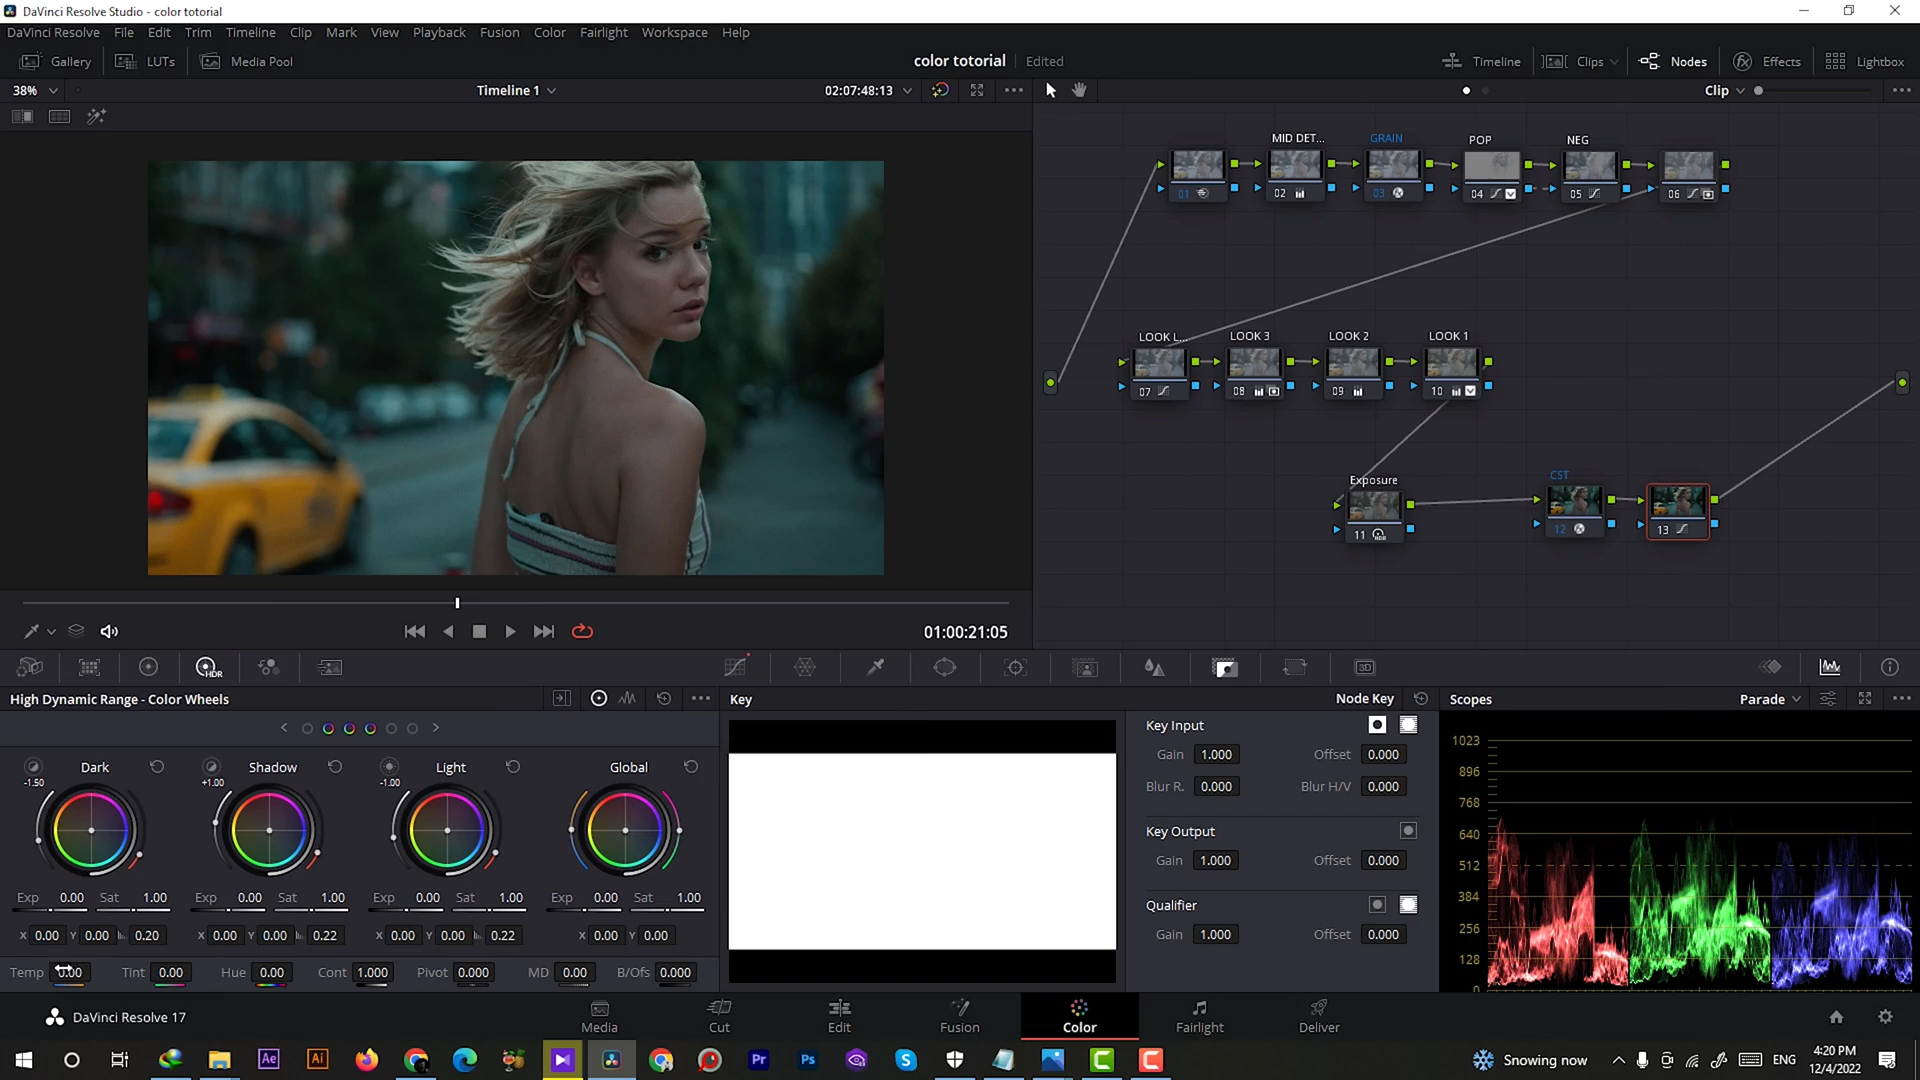 DaVinci Resolve Studio - color totorial
DaVinci Resolve File Edit Trim Timeline Clip Mark View Playback Fusion Color Fairlight Workspace Help
Gallery LUTs Media Pool color totorial Edited Timeline Clips Nodes Effects Lightbox
38% Timeline 1 02:07:48:13 Clip
MID DET... GRAIN POP NEG
01 02 03 04 05 06
LOOK L... LOOK 3 LOOK 2 LOOK 1
07 08 09 10
Exposure CST
11 HDR 12 13
01:00:21:05
HDR 3D
High Dynamic Range - Color Wheels Key Node Key Scopes Parade
Dark Shadow Light Global
-1.50 +1.00 -1.00
Exp 0.00 Sat 1.00 Exp 0.00 Sat 1.00 Exp 0.00 Sat 1.00 Exp 0.00 Sat 1.00
X 0.00 Y 0.00 0.20 X 0.00 Y 0.00 0.22 X 0.00 Y 0.00 0.22 X 0.00 Y 0.00
Temp 0.00 Tint 0.00 Hue 0.00 Cont 1.000 Pivot 0.000 MD 0.00 B/Ofs 0.000
Key Input
Gain 1.000 Offset 0.000
Blur R. 0.000 Blur H/V 0.000
Key Output
Gain 1.000 Offset 0.000
Qualifier
Gain 1.000 Offset 0.000
1023
896
768
640
512
384
256
128
0
DaVinci Resolve 17 Media Cut Edit Fusion Color Fairlight Deliver
Ae Ai Pr Ps S Snowing now ENG 4:20 PM
12/4/2022